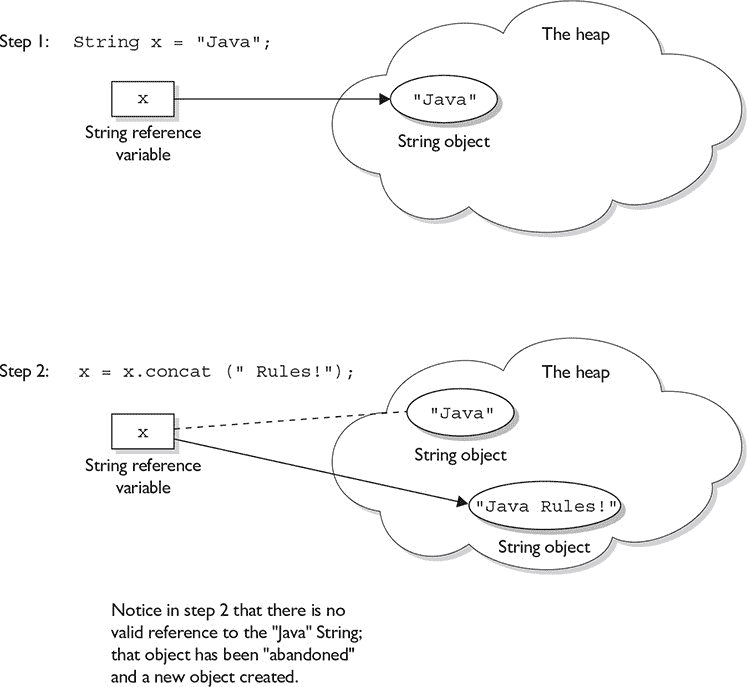 Step 1: String x = "Java";
The heap
x
"Java"
String reference
variable
String object
Step 2: x = x.concat (" Rules!");
The heap
"Java"
x
String object
String reference
variable
"Java Rules!"
String object
Notice in step 2 that there is no
valid reference to the "Java" String;
that object has been "abandoned"
and a new object created.